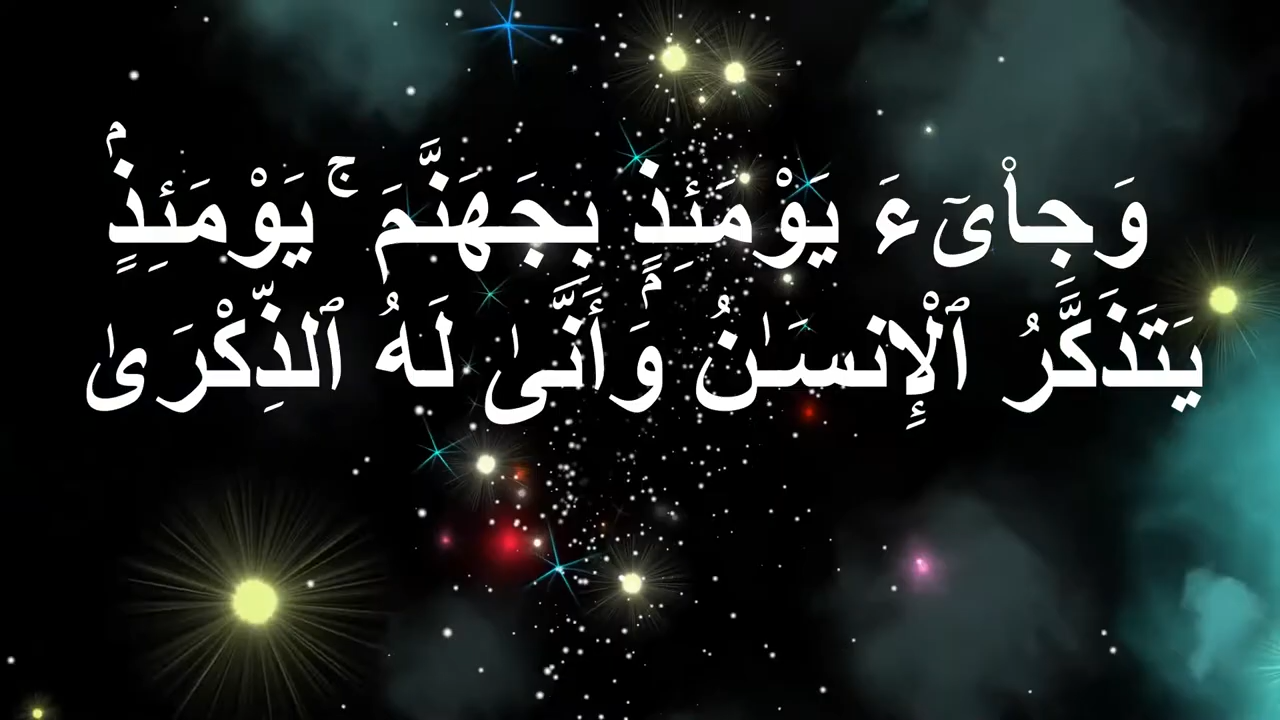 وَجِا۟ىٓءَ يَوْمَئِذٍۭ بِجَهَنَّمَ ۚ يَوْمَئِذٍۢ
يَتَذَكَّرُ ٱلْإِنسَـٰنُ وَأَنَّىٰ لَهُ ٱلذِّكْرَىٰ